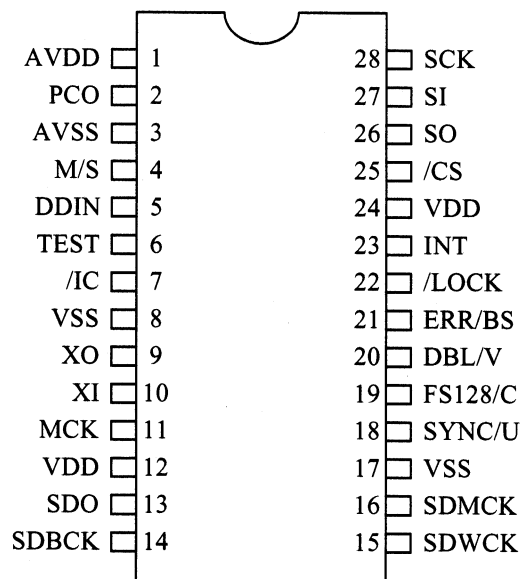 AVDD 1 28 SCK
PCO 2 27 SI
AVSS 3 26 SO
M/S 4 25 /CS
DDIN 5 24 VDD
TEST 6 23 INT
/IC 7 22 /LOCK
VSS 8 21 ERR/BS
XO 9 20 DBL/V
XI 10 19 FS128/C
MCK 11 18 SYNC/U
VDD 12 17 VSS
SDO 13 16 SDMCK
SDBCK 14 15 SDWCK